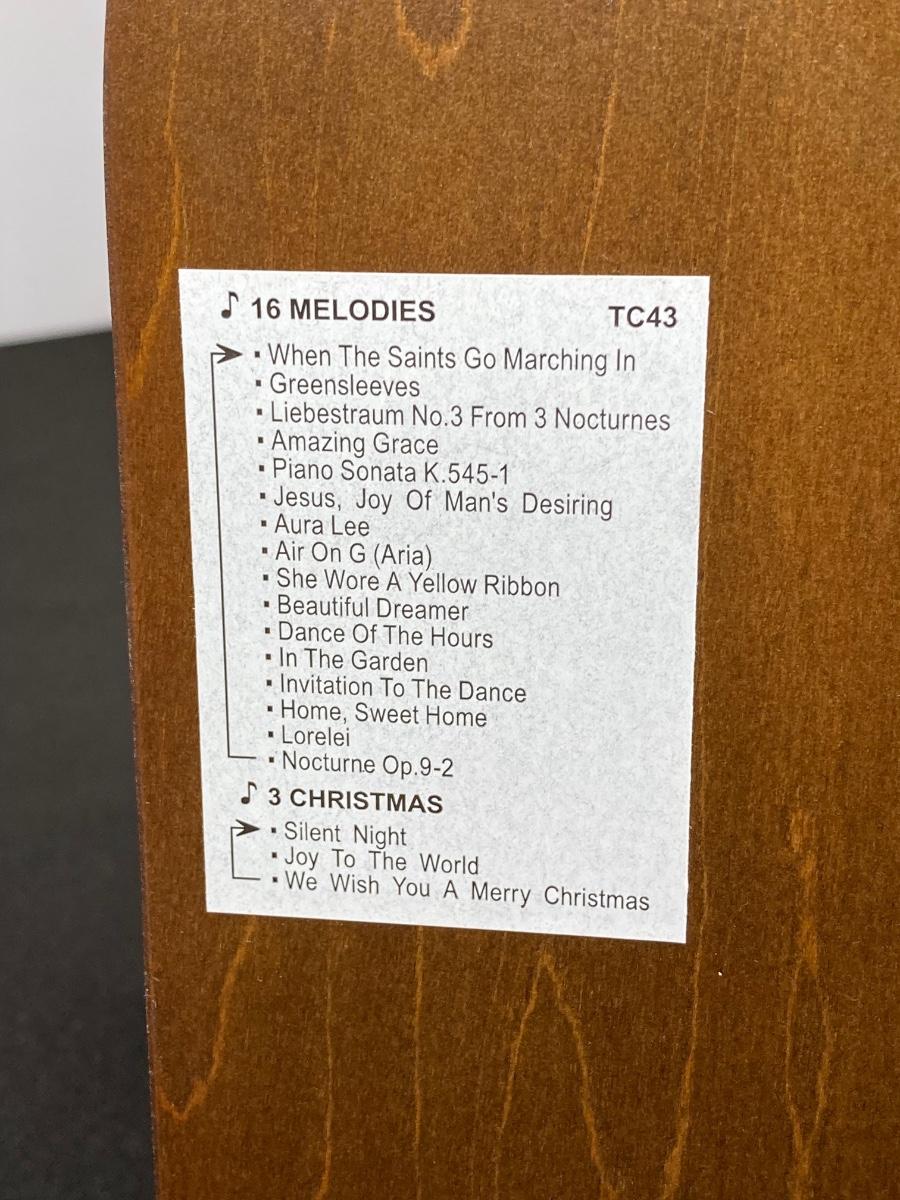 ♪ 16 MELODIES TC43
▪ When The Saints Go Marching In
▪ Greensleeves
▪ Liebestraum No.3 From 3 Nocturnes
▪ Amazing Grace
▪ Piano Sonata K.545-1
▪ Jesus, Joy Of Man's Desiring
▪ Aura Lee
▪ Air On G (Aria)
▪ She Wore A Yellow Ribbon
▪ Beautiful Dreamer
▪ Dance Of The Hours
▪ In The Garden
▪ Invitation To The Dance
▪ Home, Sweet Home
▪ Lorelei
▪ Nocturne Op.9-2
♪ 3 CHRISTMAS
▪ Silent Night
▪ Joy To The World
▪ We Wish You A Merry Christmas